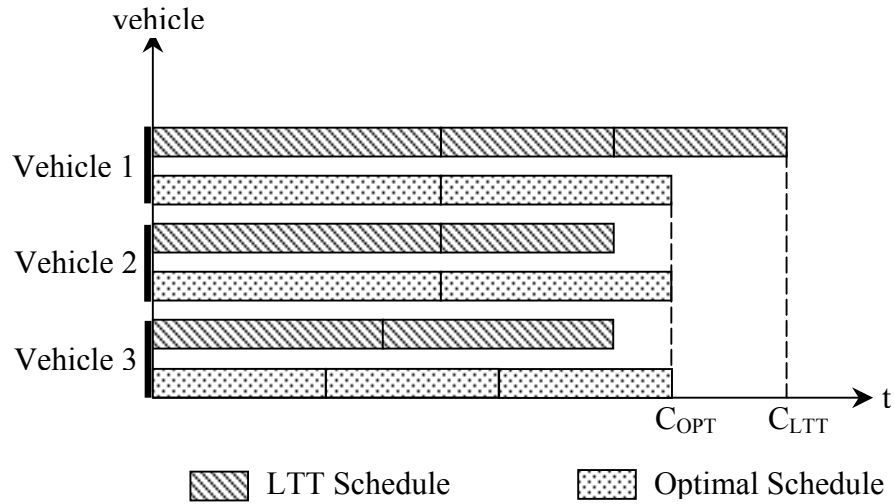 vehicle
Vehicle 1
Vehicle 2
Vehicle 3
t
C_OPT C_LTT
LTT Schedule Optimal Schedule